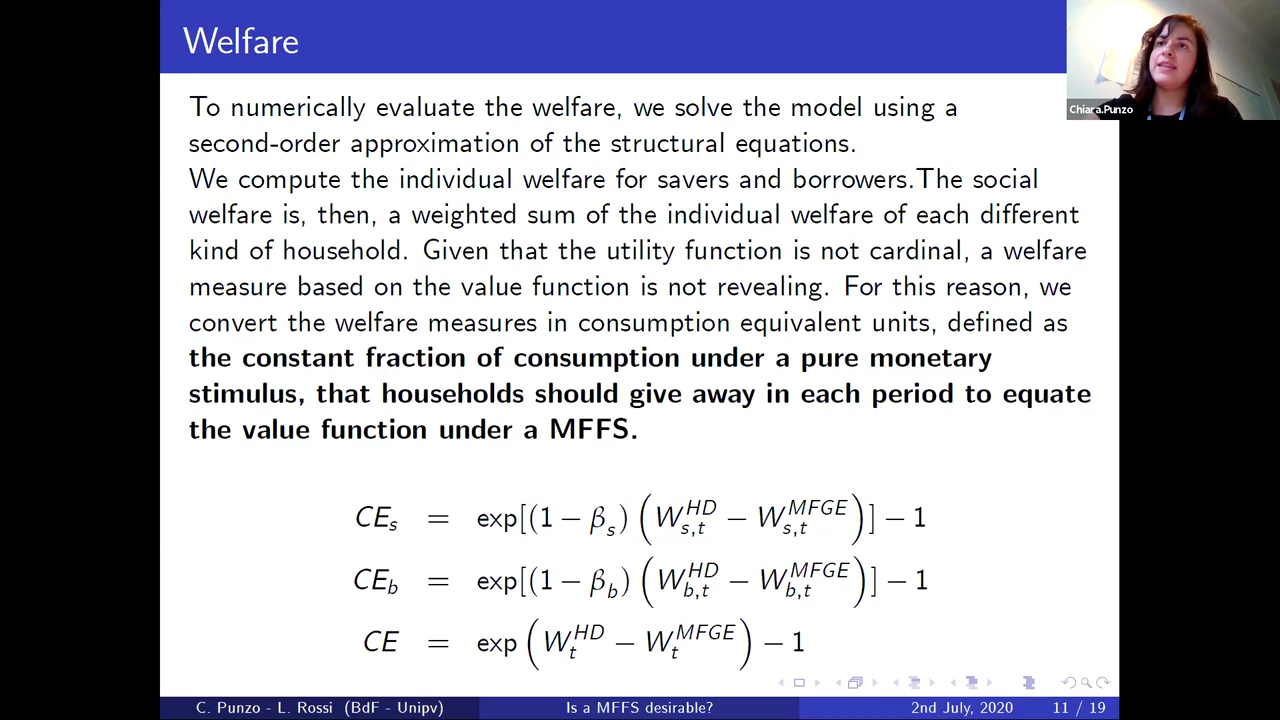 Welfare
Chiara.Punzo
To numerically evaluate the welfare, we solve the model using a
second-order approximation of the structural equations.
We compute the individual welfare for savers and borrowers.The social
welfare is, then, a weighted sum of the individual welfare of each different
kind of household. Given that the utility function is not cardinal, a welfare
measure based on the value function is not revealing. For this reason, we
convert the welfare measures in consumption equivalent units, defined as
the constant fraction of consumption under a pure monetary
stimulus, that households should give away in each period to equate
the value function under a MFFS.
CE_s = exp[(1 − β_s) (W_{s,t}^{HD} − W_{s,t}^{MFGE})] − 1
CE_b = exp[(1 − β_b) (W_{b,t}^{HD} − W_{b,t}^{MFGE})] − 1
CE = exp (W_t^{HD} − W_t^{MFGE}) − 1
C. Punzo - L. Rossi (BdF - Unipv) Is a MFFS desirable? 2nd July, 2020 11 / 19